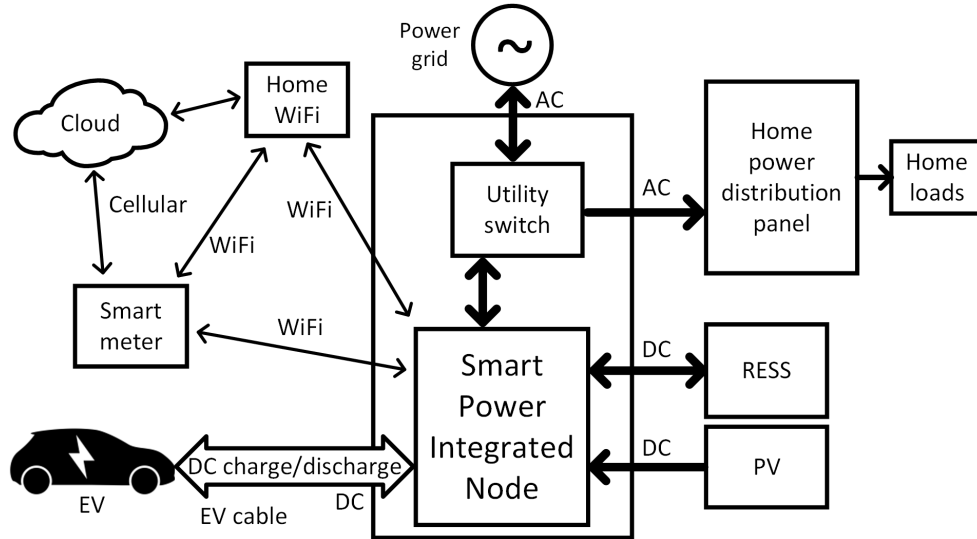 Power
grid
~
AC
Home
WiFi
Cloud
Cellular
WiFi
WiFi
Utility
switch
AC
Home
power
distribution
panel
Home
loads
Smart
meter
WiFi
Smart
Power
Integrated
Node
DC
RESS
DC
PV
DC charge/discharge
DC
EV cable
EV